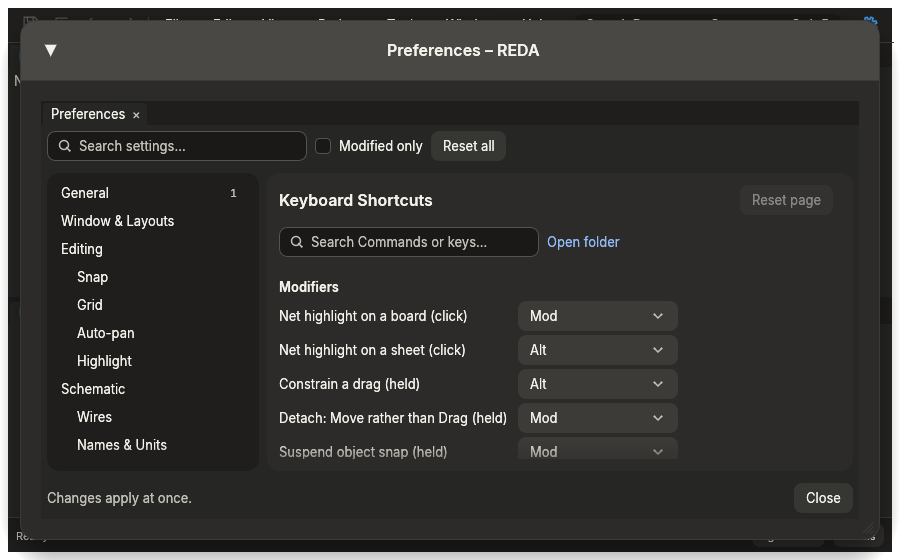 Preferences – REDA
Preferences ×
Search settings...
Modified only
Reset all
General 1
Window & Layouts
Editing
Snap
Grid
Auto-pan
Highlight
Schematic
Wires
Names & Units
Keyboard Shortcuts
Reset page
Search Commands or keys...
Open folder
Modifiers
Net highlight on a board (click) Mod
Net highlight on a sheet (click) Alt
Constrain a drag (held) Alt
Detach: Move rather than Drag (held) Mod
Suspend object snap (held) Mod
Changes apply at once.
Close